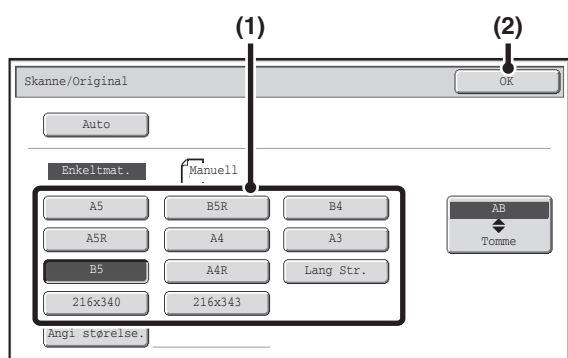 (1) (2)
Skanne/Original OK
Auto
Enkeltmat. Manuell
A5 B5R B4 AB
A5R A4 A3 Tomme
B5 A4R Lang Str.
216x340 216x343
Angi størelse.